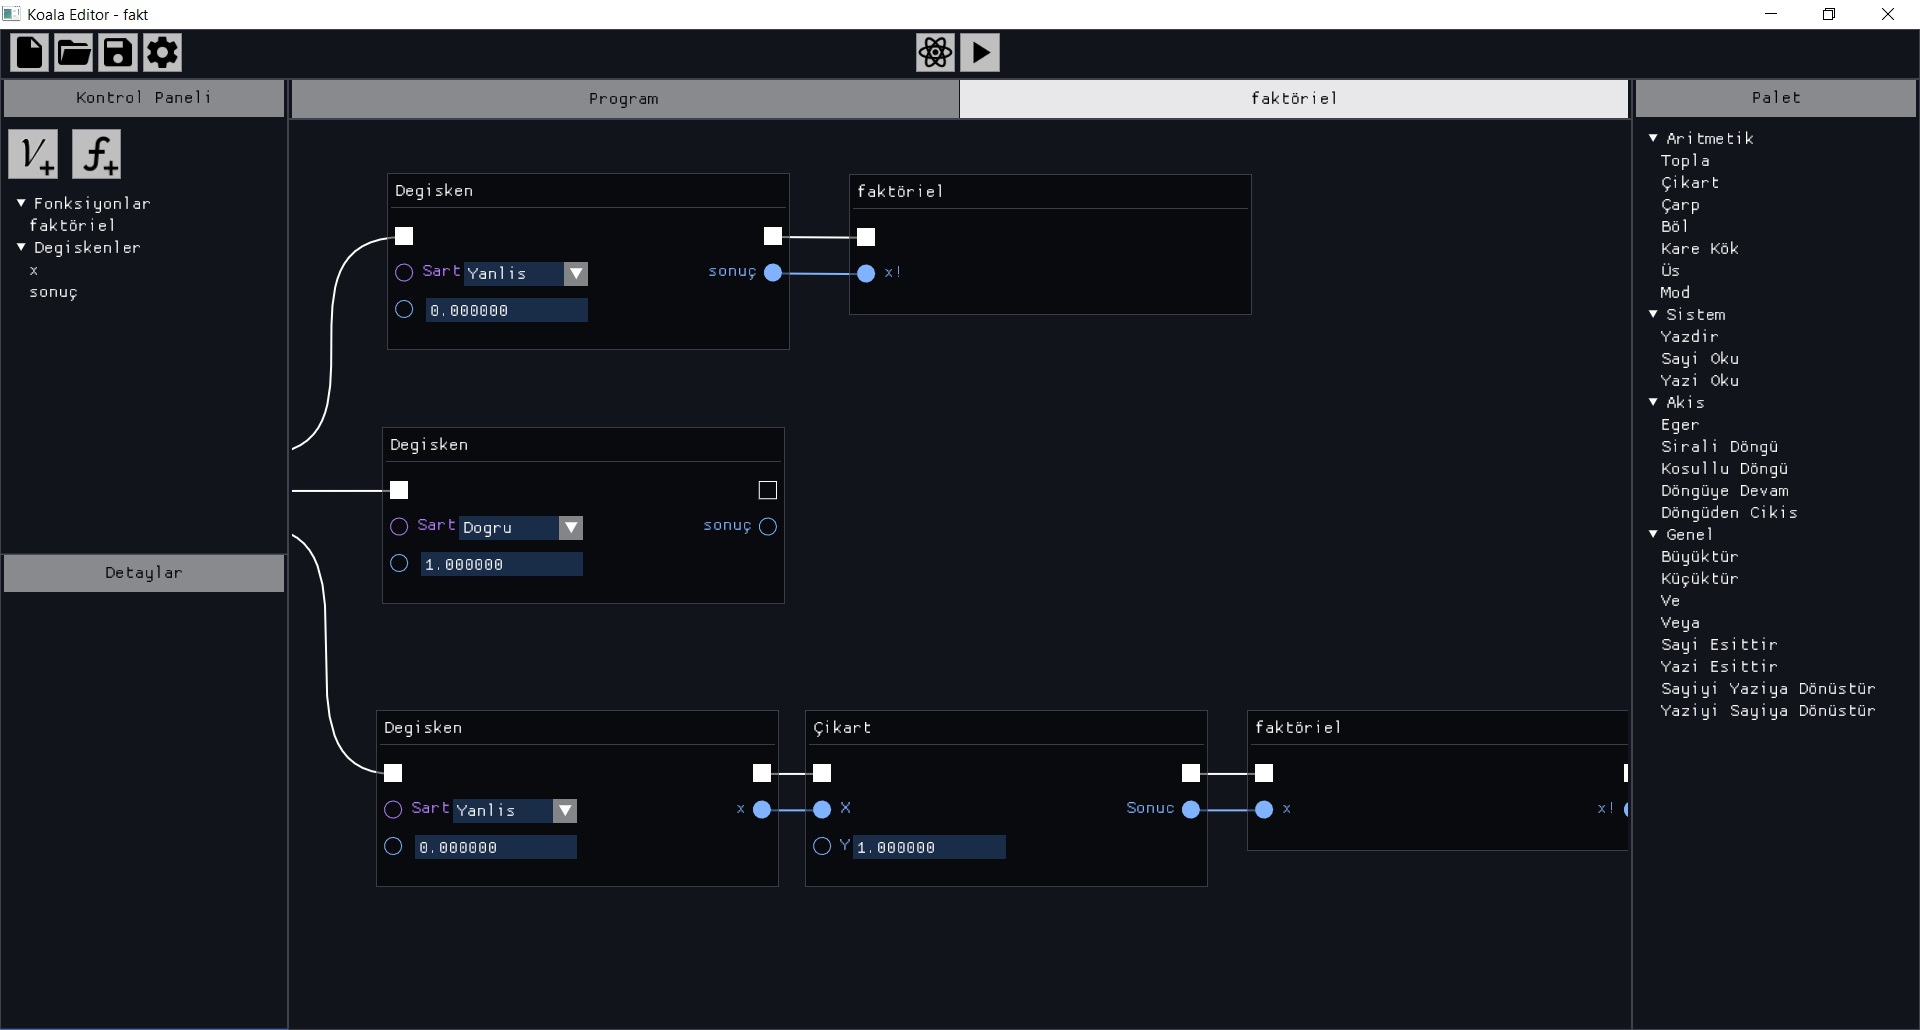 Koala Editor - fakt
Kontrol Paneli
Program
faktöriel
Palet
V+
f+
Fonksiyonlar
faktöriel
Degiskenler
x
sonuç
Detaylar
Degisken
Sart Yanlis
sonuç
0.000000
faktöriel
x!
Degisken
Sart Dogru
sonuç
1.000000
Degisken
Sart Yanlis
x
0.000000
Çikart
X
Sonuc
Y 1.000000
faktöriel
x
x!
Aritmetik
Topla
Çikart
Çarp
Böl
Kare Kök
Üs
Mod
Sistem
Yazdir
Sayi Oku
Yazi Oku
Akis
Eger
Sirali Döngü
Kosullu Döngü
Döngüye Devam
Döngüden Cikis
Genel
Büyüktür
Küçüktür
Ve
Veya
Sayi Esittir
Yazi Esittir
Sayiyi Yaziya Dönüstür
Yaziyi Sayiya Dönüstür